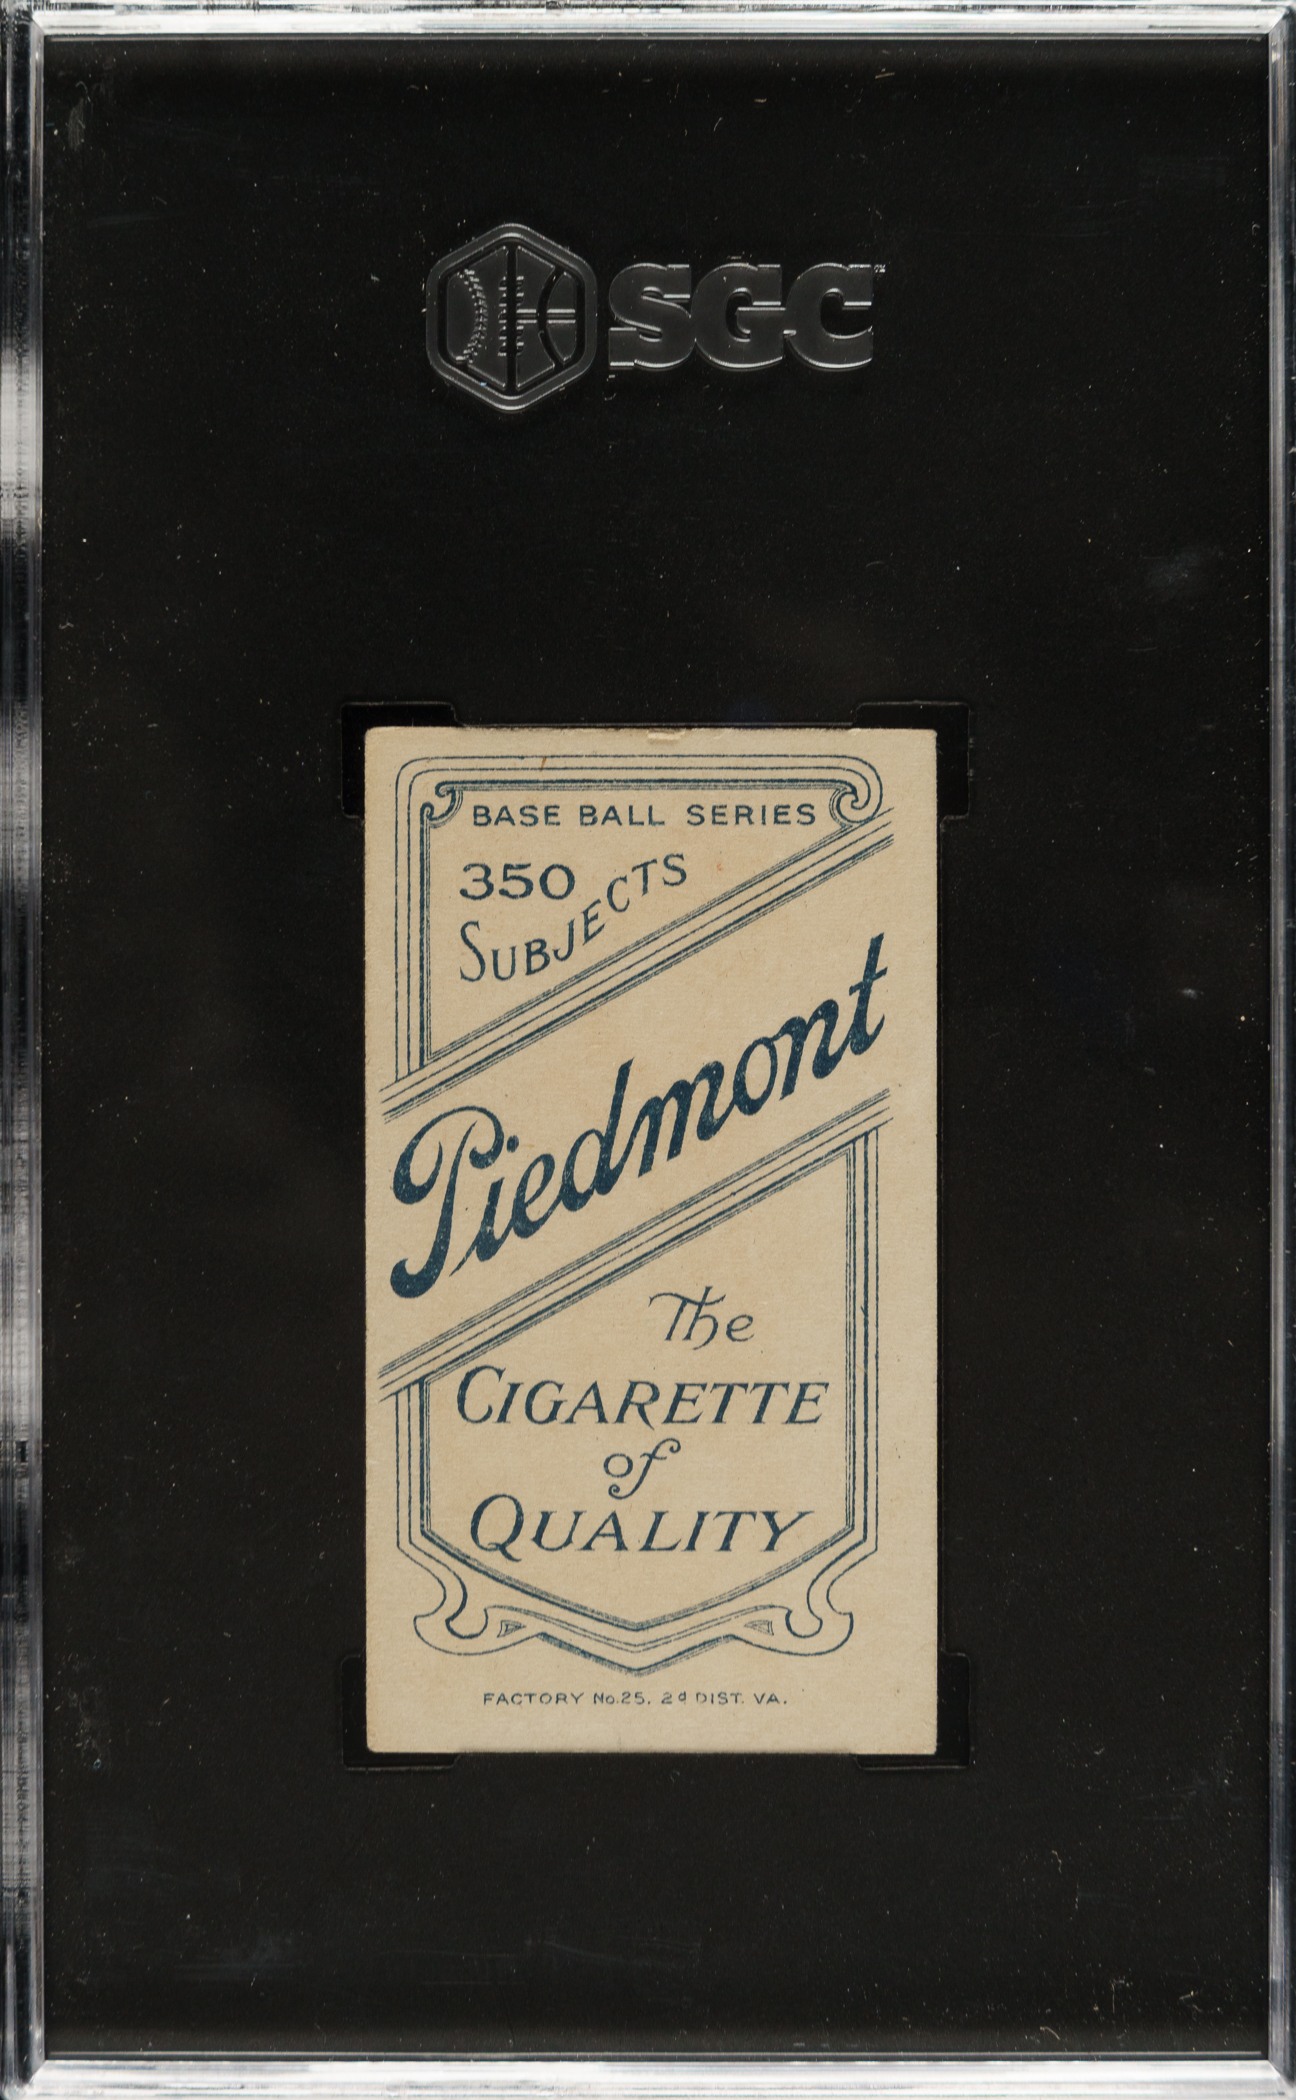 SGC
BASE BALL SERIES
350
SUBJECTS
Piedmont
The
CIGARETTE
of
QUALITY
FACTORY No.25. 2d DIST. VA.